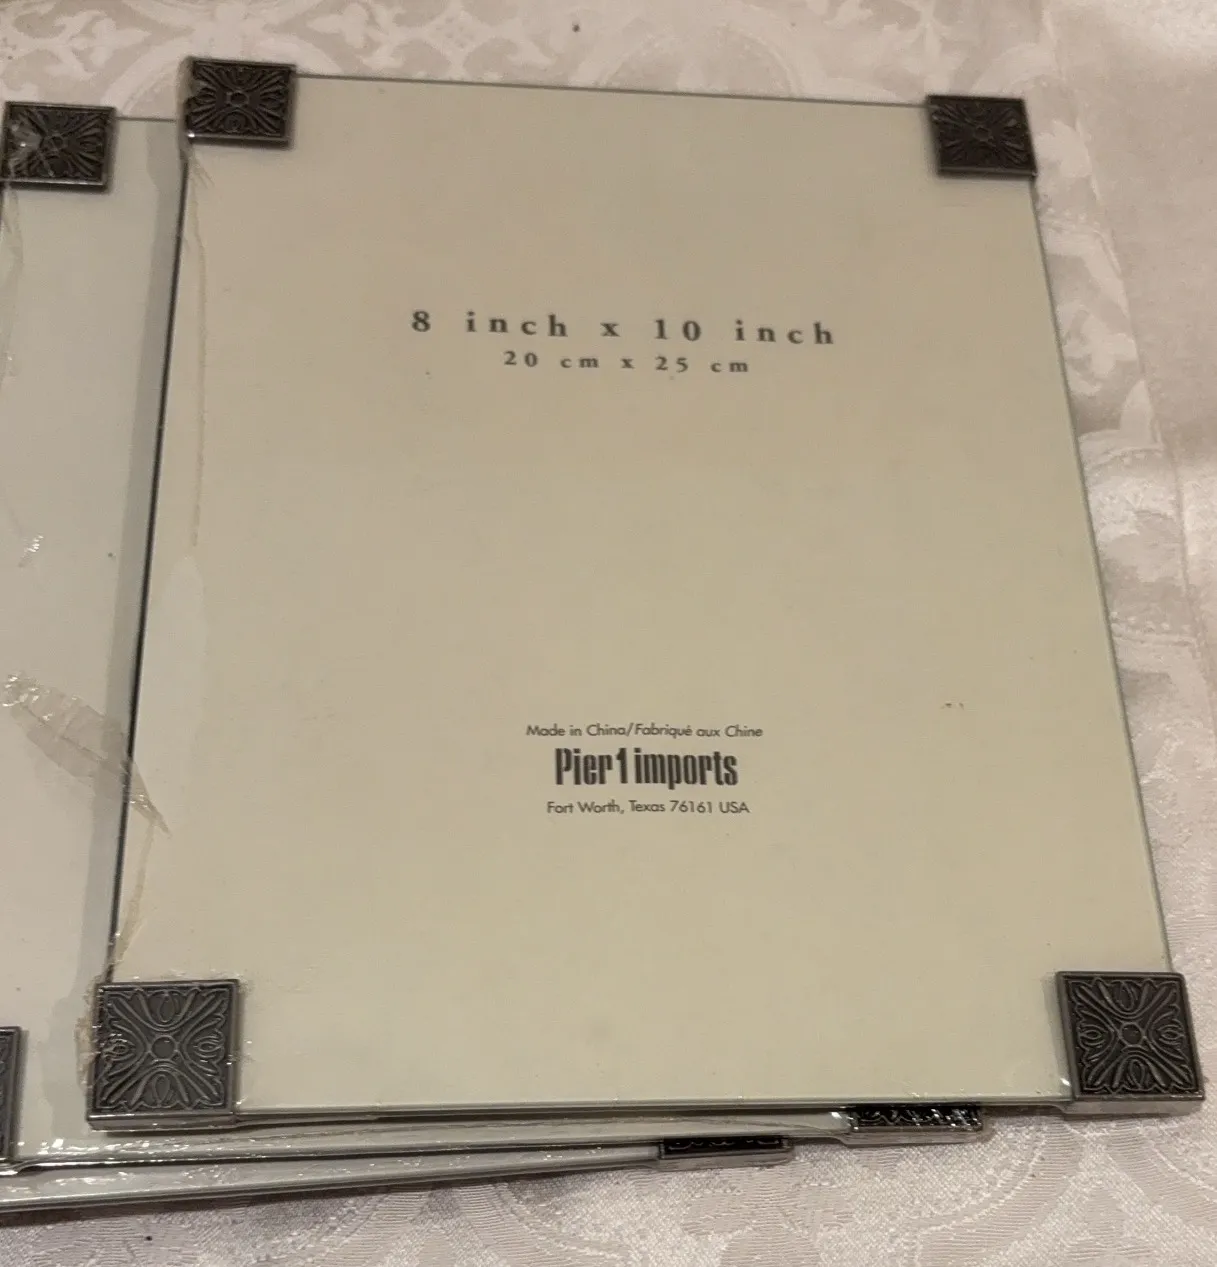 8 inch x 10 inch
20 cm x 25 cm
Made in China/Fabriqué aux Chine
Pier 1 imports
Fort Worth, Texas 76161 USA